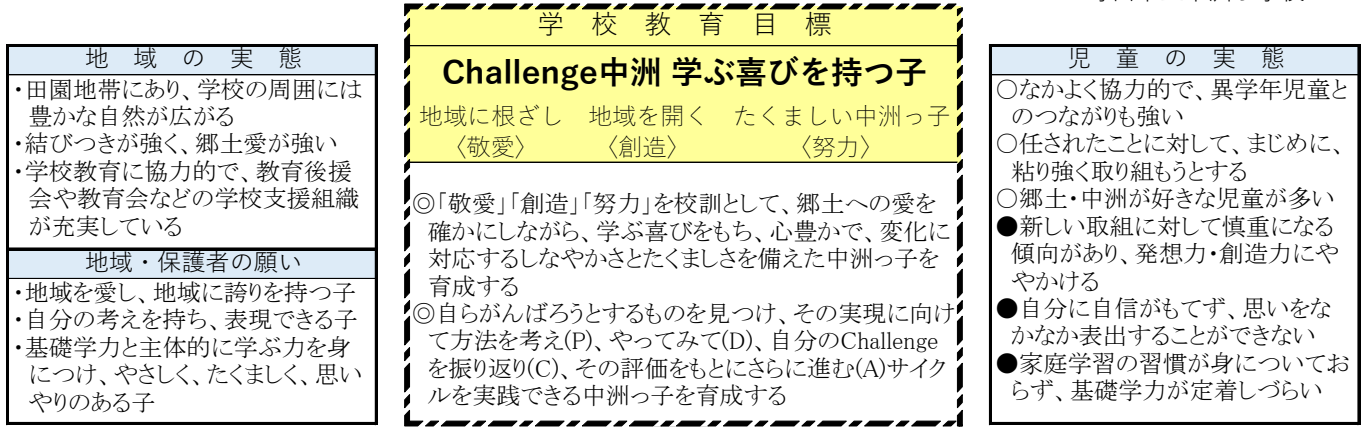 学校教育目標
Challenge中洲 学ぶ喜びを持つ子
地域に根ざし 地域を開く たくましい中洲っ子
〈敬愛〉 〈創造〉 〈努力〉
◎「敬愛」「創造」「努力」を校訓として、郷土への愛を
確かにしながら、学ぶ喜びをもち、心豊かで、変化に
対応するしなやかさとたくましさを備えた中洲っ子を
育成する
◎自らがんばろうとするものを見つけ、その実現に向け
て方法を考え(P)、やってみて(D)、自分のChallenge
を振り返り(C)、その評価をもとにさらに進む(A)サイク
ルを実践できる中洲っ子を育成する
地域の実態
・田園地帯にあり、学校の周囲には
豊かな自然が広がる
・結びつきが強く、郷土愛が強い
・学校教育に協力的で、教育後援
会や教育会などの学校支援組織
が充実している
地域・保護者の願い
・地域を愛し、地域に誇りを持つ子
・自分の考えを持ち、表現できる子
・基礎学力と主体的に学ぶ力を身
につけ、やさしく、たくましく、思い
やりのある子
児童の実態
○なかよく協力的で、異学年児童と
のつながりも強い
○任されたことに対して、まじめに、
粘り強く取り組もうとする
○郷土・中洲が好きな児童が多い
●新しい取組に対して慎重になる
傾向があり、発想力・創造力にや
やかける
●自分に自信がもてず、思いをな
かなか表出することができない
●家庭学習の習慣が身についてお
らず、基礎学力が定着しづらい